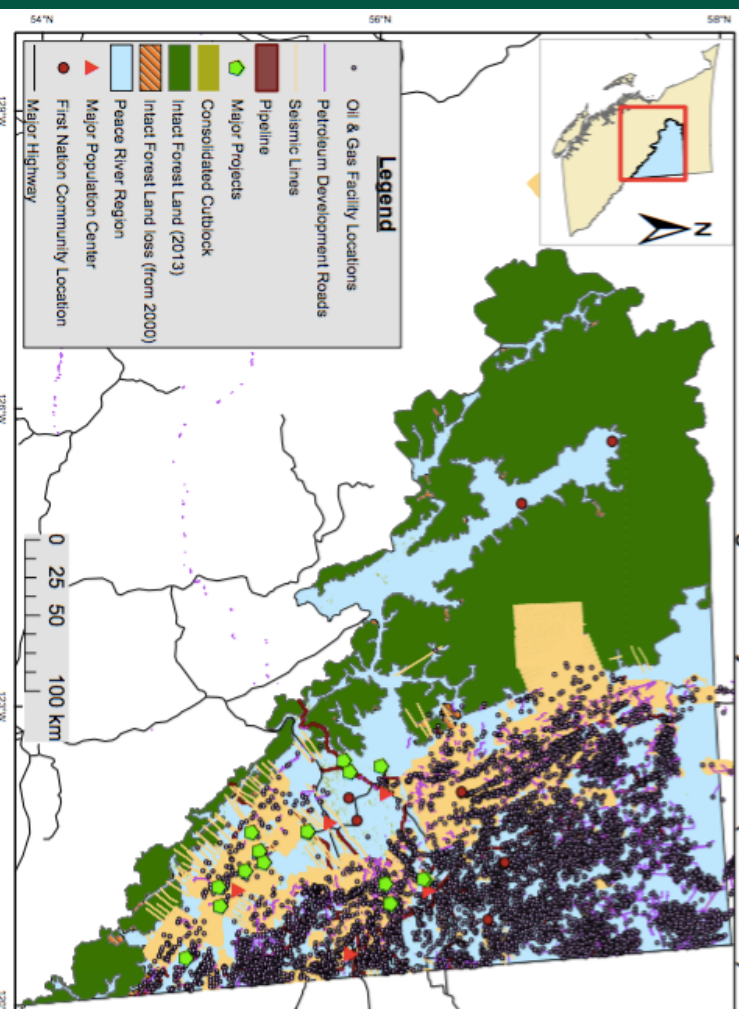 54°N
56°N
58°N
N
Legend
Oil & Gas Facility Locations
Petroleum Development Roads
Seismic Lines
Pipeline
Major Projects
Consolidated Cutblock
Intact Forest Land (2013)
Intact Forest Land loss (from 2000)
Peace River Region
Major Population Center
First Nation Community Location
Major Highway
126°W
123°W
0 25 50 100 km